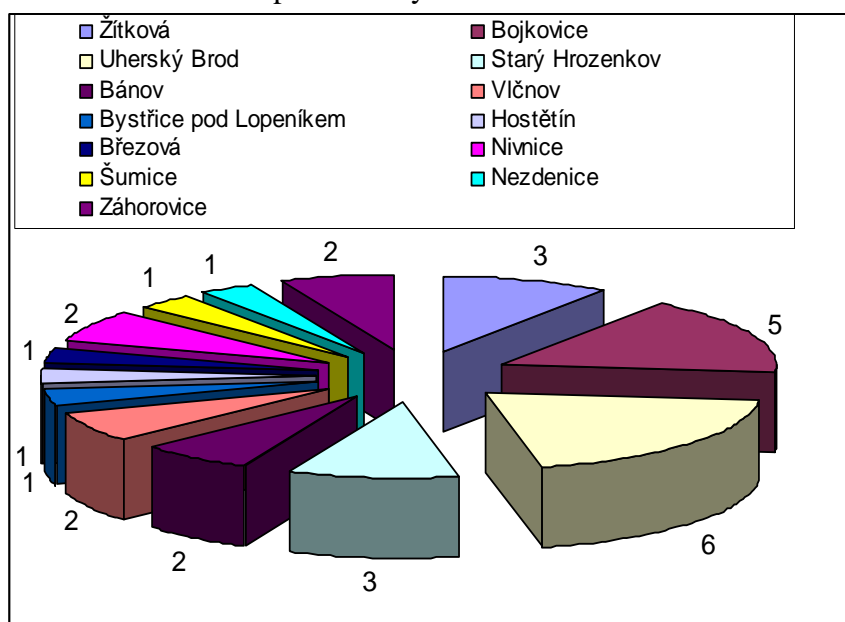 Žítková Bojkovice
Uherský Brod Starý Hrozenkov
Bánov Vlčnov
Bystřice pod Lopeníkem Hostětín
Březová Nivnice
Šumice Nezdenice
Záhorovice
2 3
1 1
2 5
1
1
1
2 6
2 3